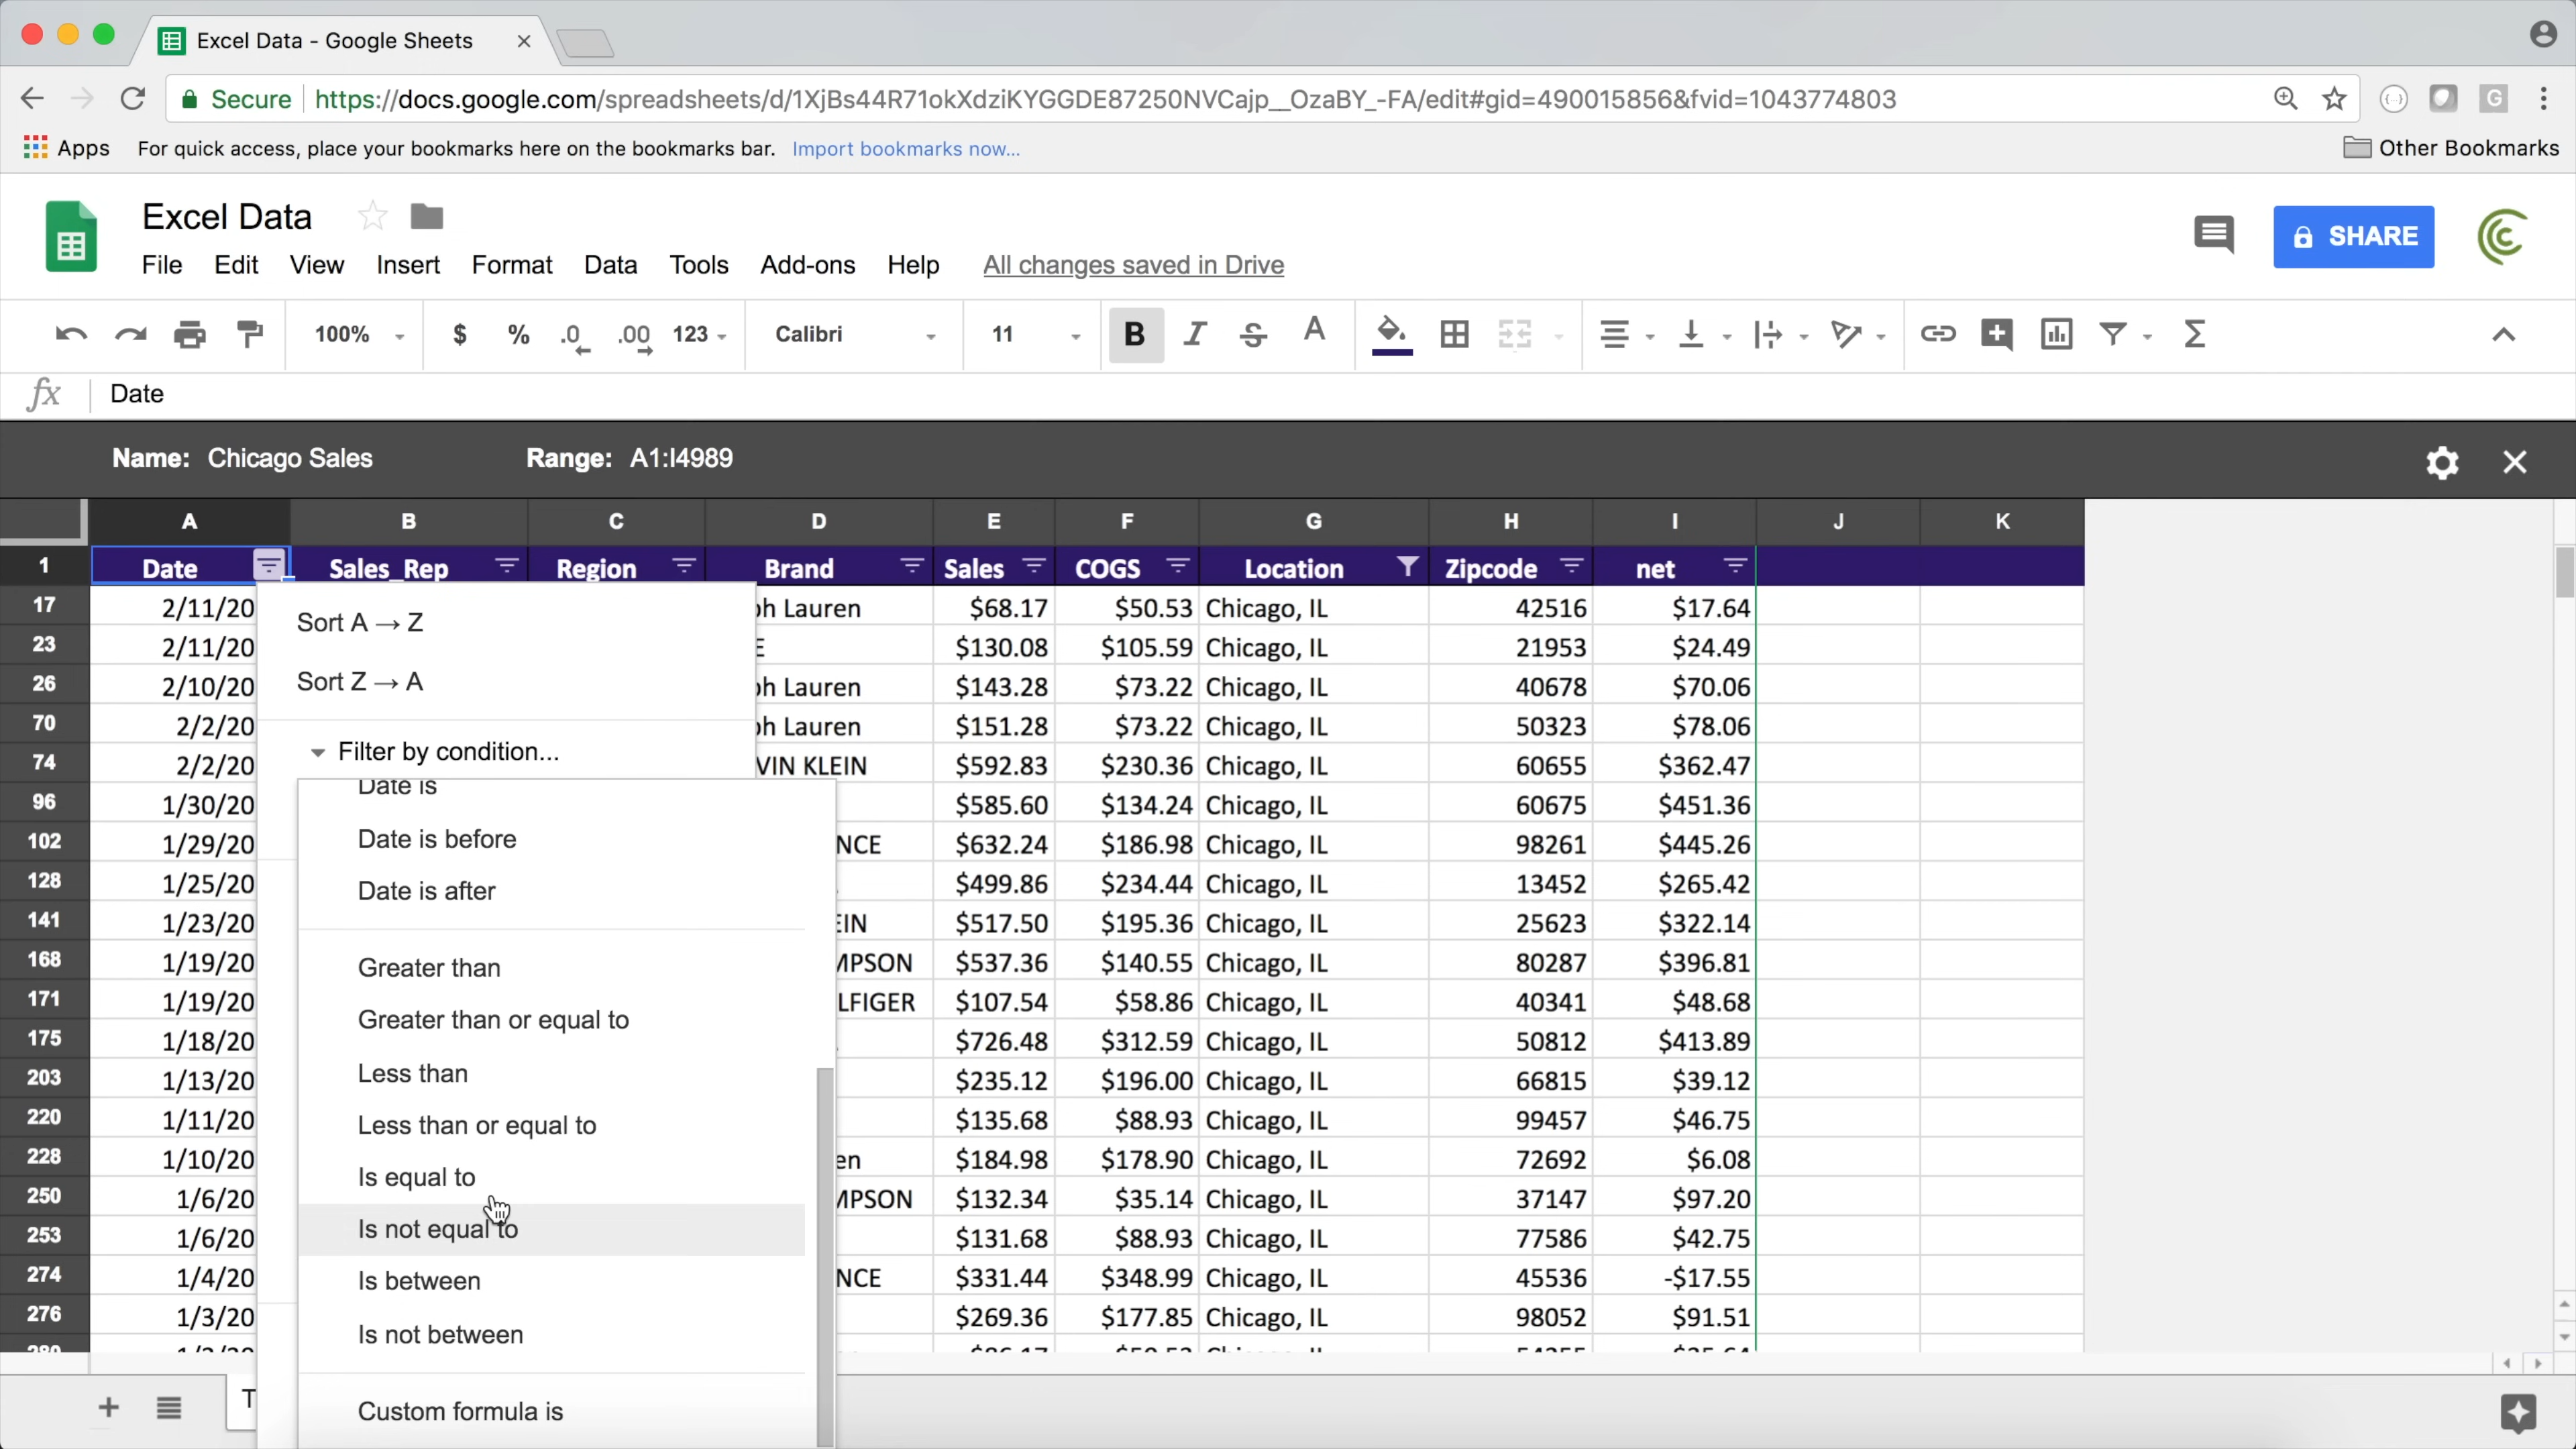 Excel Data - Google Sheets
Secure https://docs.google.com/spreadsheets/d/1XjBs44R71okXdziKYGGDE87250NVCajp__OzaBY_-FA/edit#gid=490015856&fvid=1043774803
G
Apps For quick access, place your bookmarks here on the bookmarks bar. Import bookmarks now... Other Bookmarks
Excel Data
SHARE
File Edit View Insert Format Data Tools Add-ons Help All changes saved in Drive
100% $ % .0 .00 123 Calibri 11 B I S A Σ
fx Date
Name: Chicago Sales Range: A1:I4989
A B C D E F G H I J K
1 Date Sales_Rep Region Brand Sales COGS Location Zipcode net
17 2/11/20 ph Lauren $68.17 $50.53 Chicago, IL 42516 $17.64
Sort A → Z
23 2/11/20 E $130.08 $105.59 Chicago, IL 21953 $24.49
26 2/10/20 Sort Z → A ph Lauren $143.28 $73.22 Chicago, IL 40678 $70.06
70 2/2/20 ph Lauren $151.28 $73.22 Chicago, IL 50323 $78.06
74 2/2/20 Filter by condition... VIN KLEIN $592.83 $230.36 Chicago, IL 60655 $362.47
96 1/30/20 Date is $585.60 $134.24 Chicago, IL 60675 $451.36
102 1/29/20 Date is before NCE $632.24 $186.98 Chicago, IL 98261 $445.26
128 1/25/20 Date is after $499.86 $234.44 Chicago, IL 13452 $265.42
141 1/23/20 EIN $517.50 $195.36 Chicago, IL 25623 $322.14
168 1/19/20 Greater than MPSON $537.36 $140.55 Chicago, IL 80287 $396.81
171 1/19/20 Greater than or equal to LFIGER $107.54 $58.86 Chicago, IL 40341 $48.68
175 1/18/20 Less than $726.48 $312.59 Chicago, IL 50812 $413.89
203 1/13/20 $235.12 $196.00 Chicago, IL 66815 $39.12
220 1/11/20 Less than or equal to $135.68 $88.93 Chicago, IL 99457 $46.75
228 1/10/20 Is equal to en $184.98 $178.90 Chicago, IL 72692 $6.08
250 1/6/20 MPSON $132.34 $35.14 Chicago, IL 37147 $97.20
253 1/6/20 Is not equal to $131.68 $88.93 Chicago, IL 77586 $42.75
274 1/4/20 Is between NCE $331.44 $348.99 Chicago, IL 45536 -$17.55
276 1/3/20 Is not between $269.36 $177.85 Chicago, IL 98052 $91.51
Custom formula is